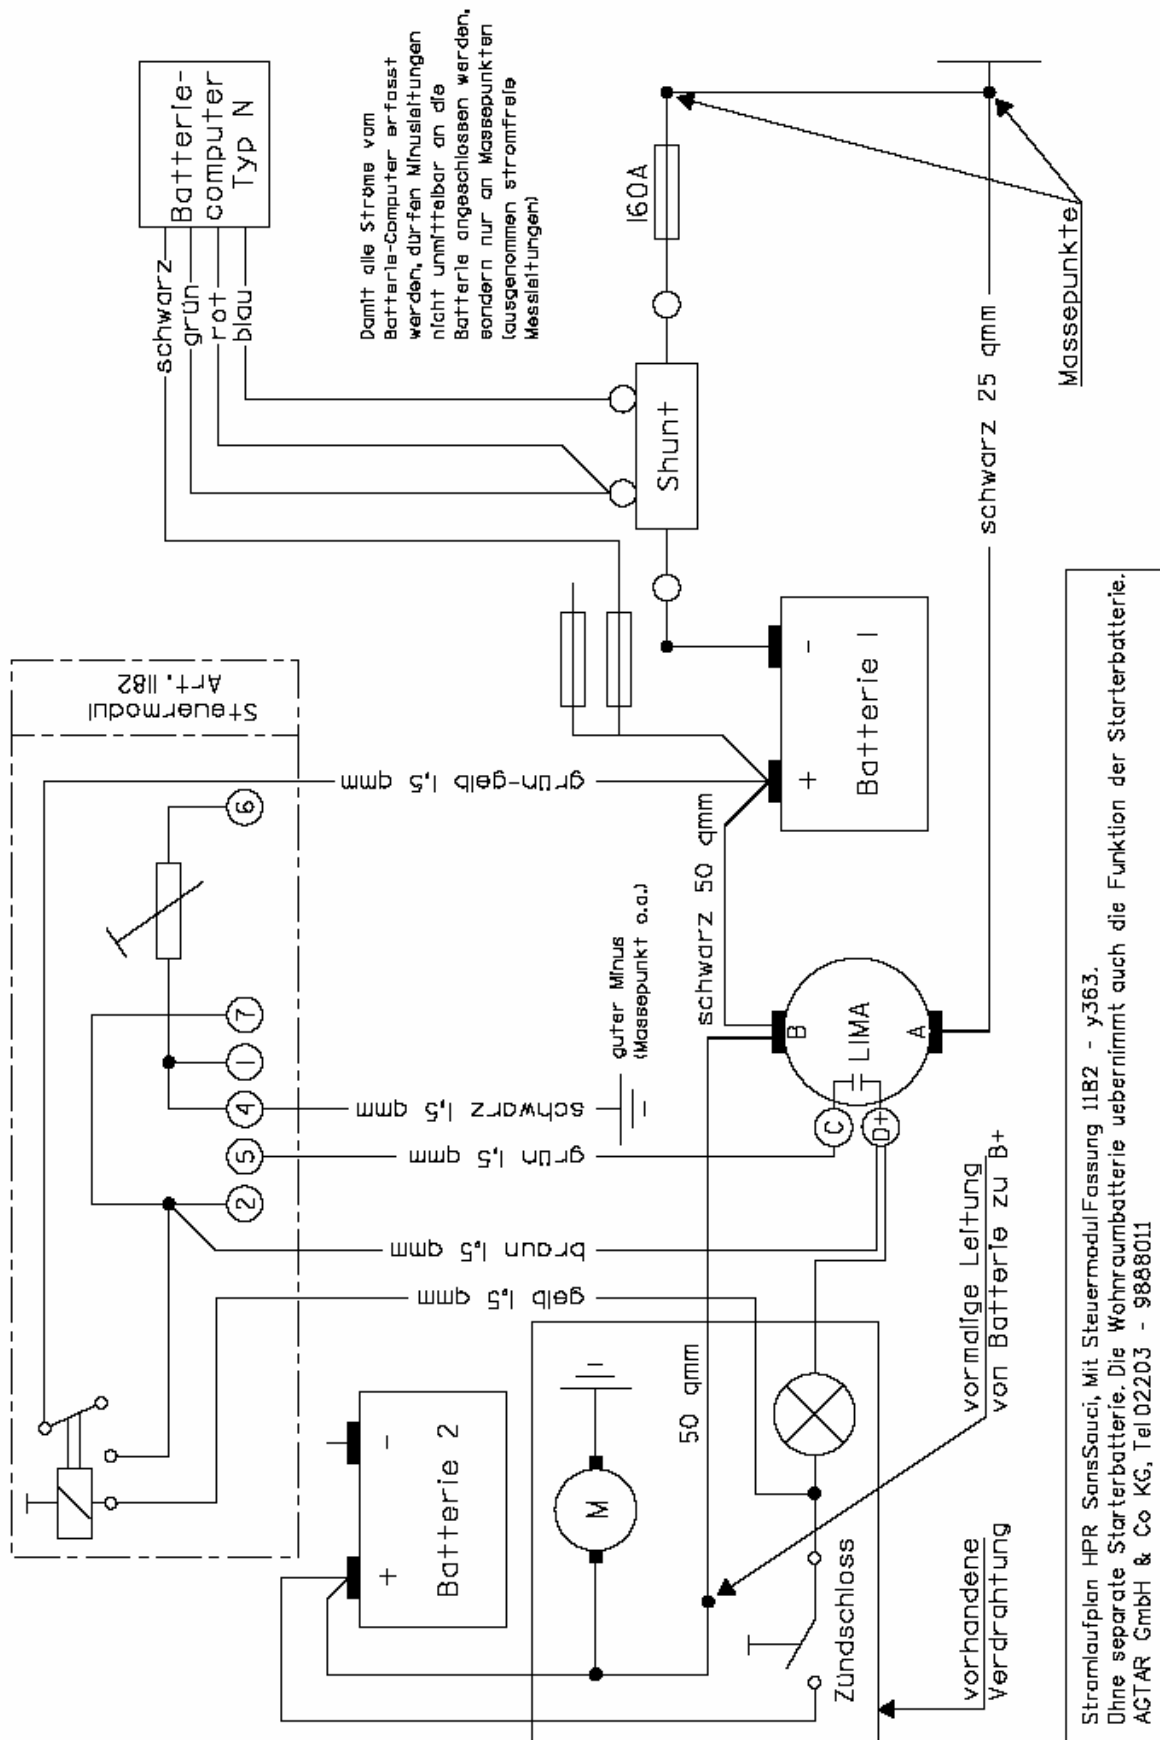 Steuermodul
Art. 1182
grün-gelb 1,5 qmm
schwarz 1,5 qmm
grün 1,5 qmm
braun 1,5 qmm
gelb 1,5 qmm
2
5
4
1
7
6
Batterie-
computer
Typ N
schwarz
grün
rot
blau
Damit alle Ströme vom
Batterie-Computer erfasst
werden, dürfen Minusleitungen
nicht unmittelbar an die
Batterie angeschlossen werden,
sondern nur an Massepunkten
(ausgenommen stromfreie
Messleitungen)
Batterie 2
+
-
M
50 qmm
guter Minus
(Massepunkt o.a.)
schwarz 50 qmm
Batterie 1
+
-
Shunt
160A
B
LIMA
A
C
D+
schwarz 25 qmm
Massepunkte
Zündschloss
vorhandene
Verdrahtung
vormalige Leitung
von Batterie zu B+
Stromlaufplan HPR SansSouci, Mit Steuermodul Fassung 11B2 - y363.
Ohne separate Starterbatterie. Die Wohnraumbatterie uebernimmt auch die Funktion der Starterbatterie.
AGTAR GmbH & Co KG, Tel 02203 - 9888011